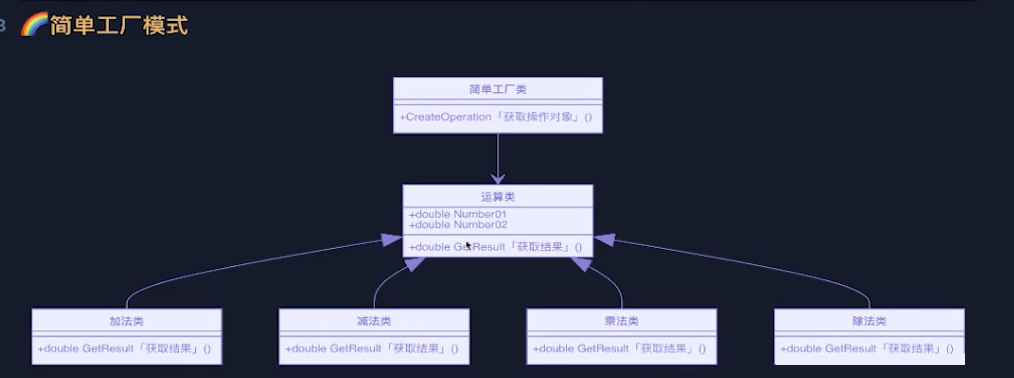 3
🌈简单工厂模式
简单工厂类
+CreateOperation「获取操作对象」()
运算类
+double Number01
+double Number02
+double GetResult「获取结果」()
加法类
+double GetResult「获取结果」()
减法类
+double GetResult「获取结果」()
乘法类
+double GetResult「获取结果」()
除法类
+double GetResult「获取结果」()